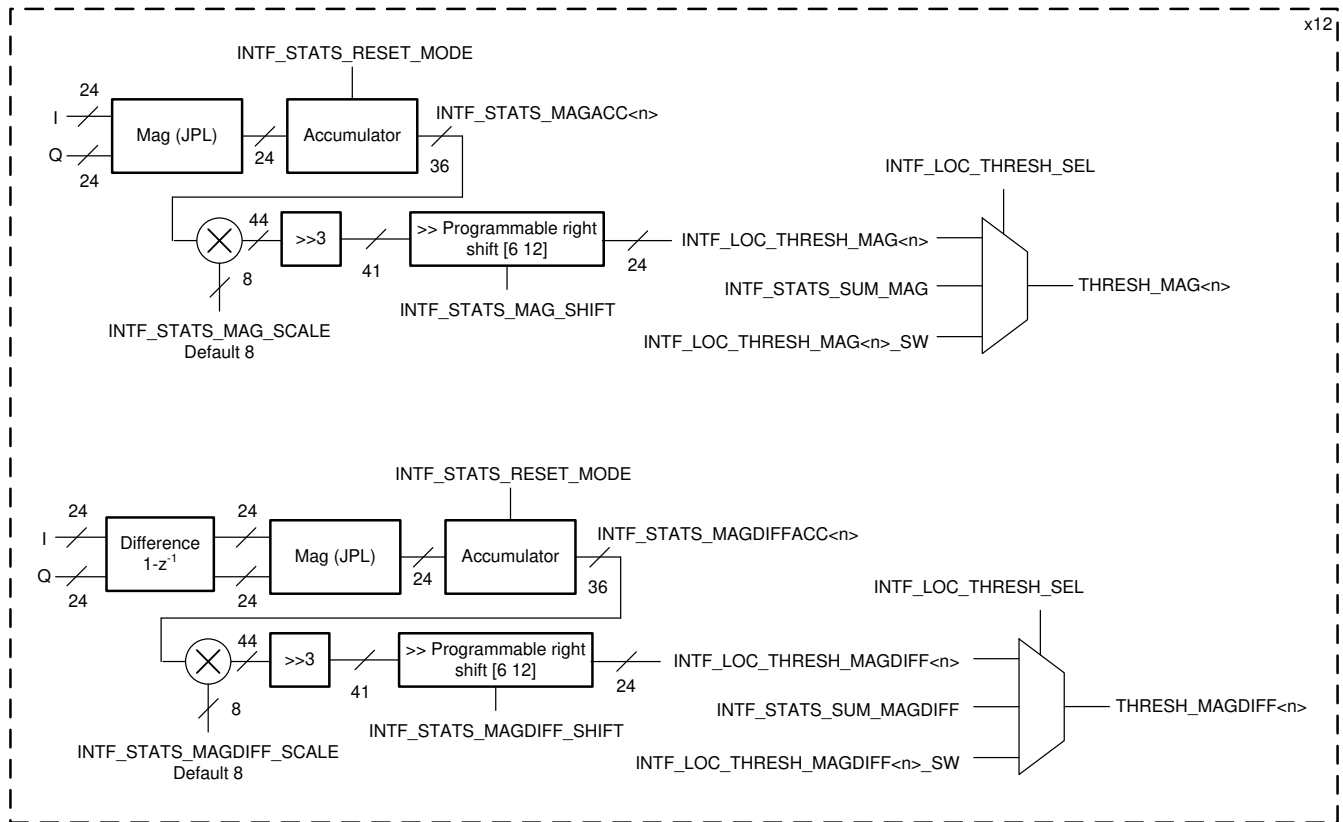 x12
INTF_STATS_RESET_MODE
24
I
Q
24
Mag (JPL)
24
Accumulator
INTF_STATS_MAGACC<n>
36
INTF_LOC_THRESH_SEL
44
8
>>3
41
>> Programmable right
shift [6 12]
24
INTF_STATS_MAG_SHIFT
INTF_STATS_MAG_SCALE
Default 8
INTF_LOC_THRESH_MAG<n>
INTF_STATS_SUM_MAG
INTF_LOC_THRESH_MAG<n>_SW
THRESH_MAG<n>
INTF_STATS_RESET_MODE
24
I
Q
24
Difference
1-z-1
24
24
Mag (JPL)
24
Accumulator
INTF_STATS_MAGDIFFACC<n>
36
INTF_LOC_THRESH_SEL
44
8
>>3
41
>> Programmable right
shift [6 12]
24
INTF_STATS_MAGDIFF_SHIFT
INTF_STATS_MAGDIFF_SCALE
Default 8
INTF_LOC_THRESH_MAGDIFF<n>
INTF_STATS_SUM_MAGDIFF
INTF_LOC_THRESH_MAGDIFF<n>_SW
THRESH_MAGDIFF<n>